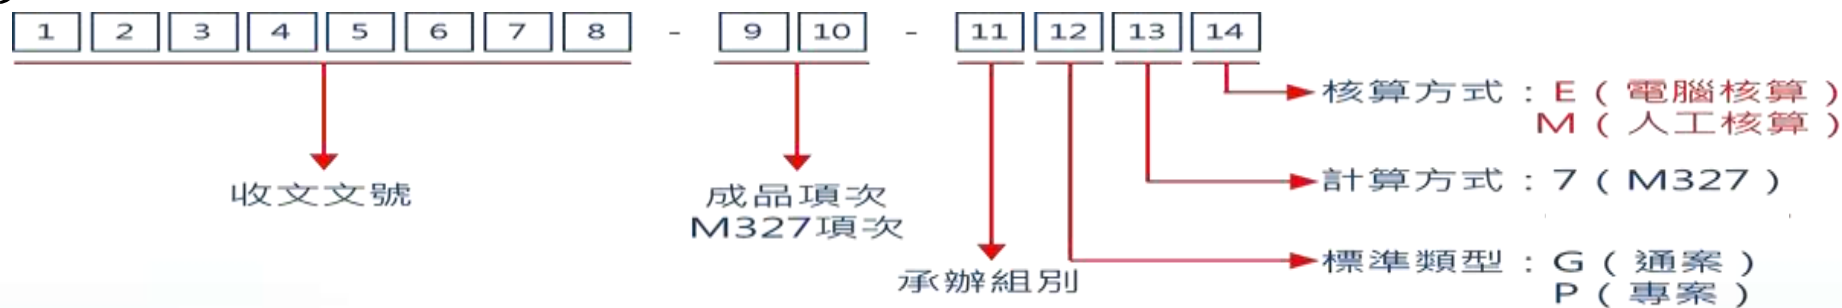 1 2 3 4 5 6 7 8 - 9 10 - 11 12 13 14
核算方式：E（電腦核算）
M（人工核算）
計算方式：7（M327）
收文文號
成品項次
M327項次
標準類型：G（通案）
P（專案）
承辦組別